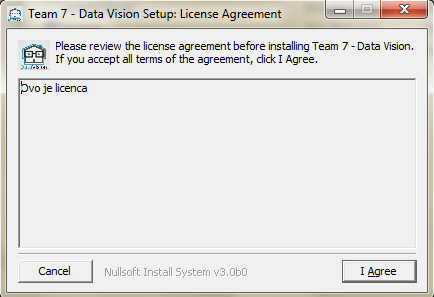 Team 7 - Data Vision Setup: License Agreement
Please review the license agreement before installing Team 7 - Data Vision.
If you accept all terms of the agreement, click I Agree.
Ovo je licenca
Cancel
Nullsoft Install System v3.0b0
I Agree